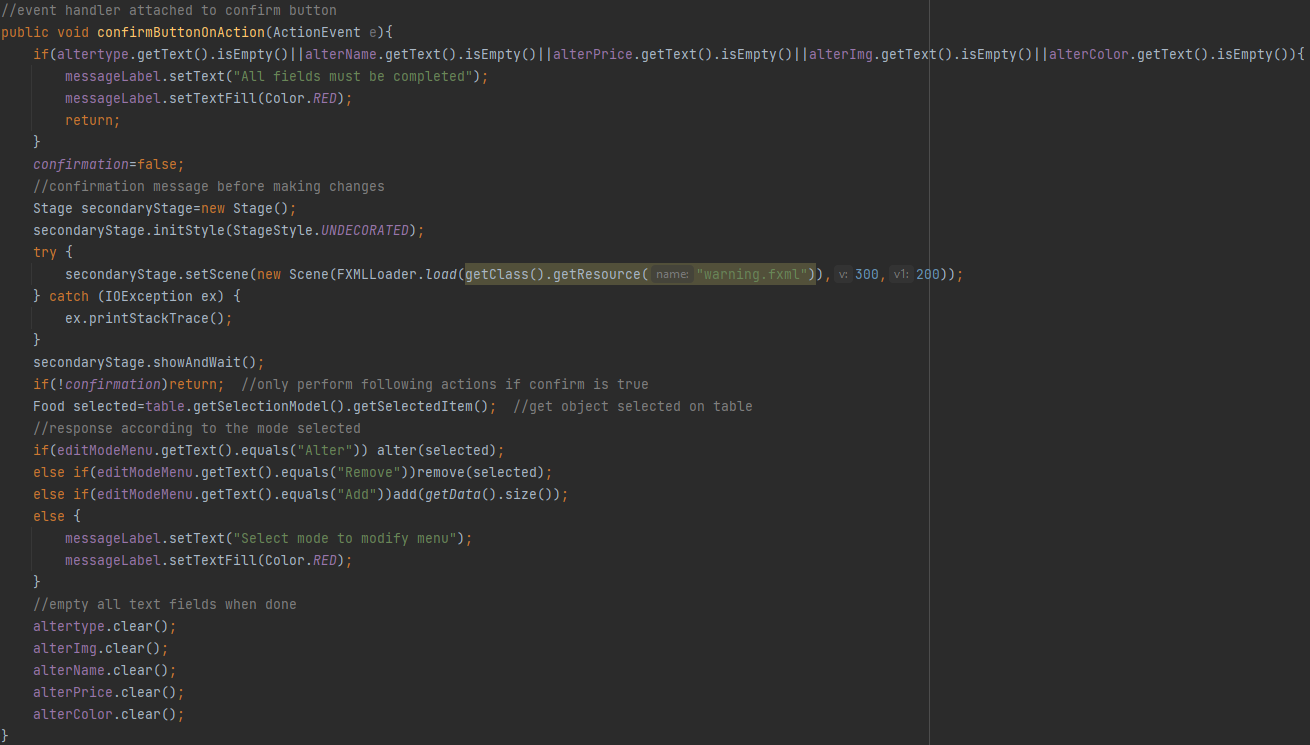 //event handler attached to confirm button
public void confirmButtonOnAction(ActionEvent e){
    if(altertype.getText().isEmpty()||alterName.getText().isEmpty()||alterPrice.getText().isEmpty()||alterImg.getText().isEmpty()||alterColor.getText().isEmpty()){
        messageLabel.setText("All fields must be completed");
        messageLabel.setTextFill(Color.RED);
        return;
    }
    confirmation=false;
    //confirmation message before making changes
    Stage secondaryStage=new Stage();
    secondaryStage.initStyle(StageStyle.UNDECORATED);
    try {
        secondaryStage.setScene(new Scene(FXMLLoader.load(getClass().getResource( name: "warning.fxml")), v: 300, v1: 200));
    } catch (IOException ex) {
        ex.printStackTrace();
    }
    secondaryStage.showAndWait();
    if(!confirmation)return;  //only perform following actions if confirm is true
    Food selected=table.getSelectionModel().getSelectedItem();  //get object selected on table
    //response according to the mode selected
    if(editModeMenu.getText().equals("Alter")) alter(selected);
    else if(editModeMenu.getText().equals("Remove"))remove(selected);
    else if(editModeMenu.getText().equals("Add"))add(getData().size());
    else {
        messageLabel.setText("Select mode to modify menu");
        messageLabel.setTextFill(Color.RED);
    }
    //empty all text fields when done
    altertype.clear();
    alterImg.clear();
    alterName.clear();
    alterPrice.clear();
    alterColor.clear();
}